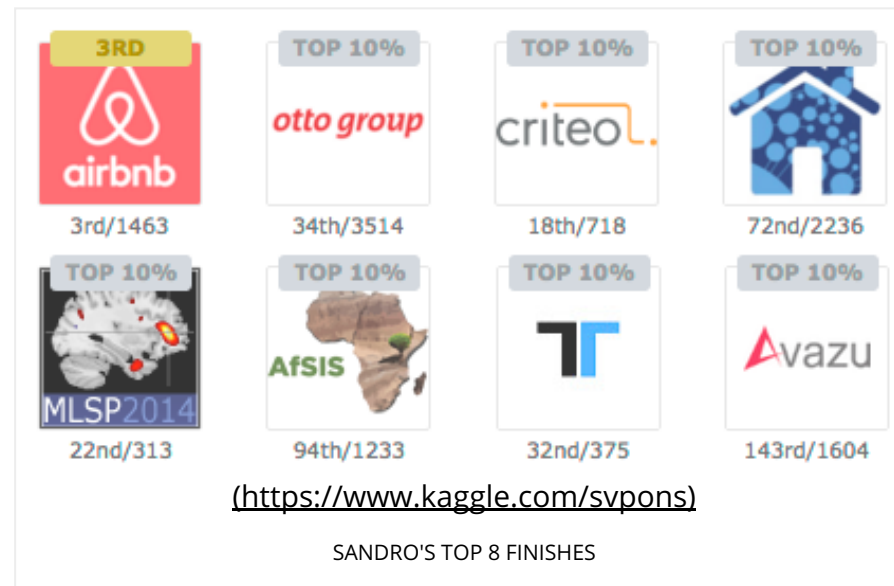 3RD TOP 10% TOP 10% TOP 10%
airbnb otto group criteol.
3rd/1463 34th/3514 18th/718 72nd/2236
TOP 10% TOP 10% TOP 10% TOP 10%
MLSP2014 AfSIS TT Avazu
22nd/313 94th/1233 32nd/375 143rd/1604
(https://www.kaggle.com/svpons)
SANDRO'S TOP 8 FINISHES